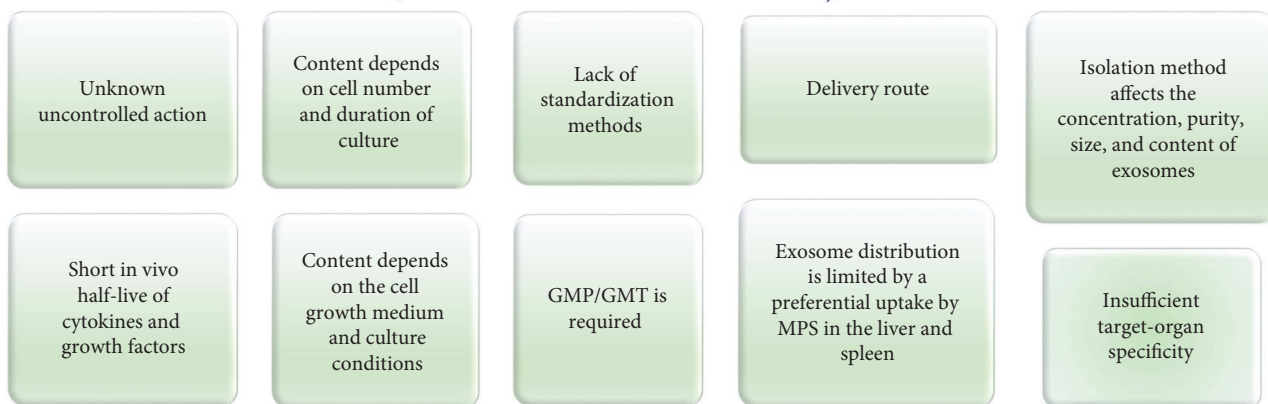 Unknown
uncontrolled action
Content depends
on cell number
and duration of
culture
Lack of
standardization
methods
Delivery route
Isolation method
affects the
concentration, purity,
size, and content of
exosomes
Short in vivo
half-live of
cytokines and
growth factors
Content depends
on the cell
growth medium
and culture
conditions
GMP/GMT is
required
Exosome distribution
is limited by a
preferential uptake by
MPS in the liver and
spleen
Insufficient
target-organ
specificity